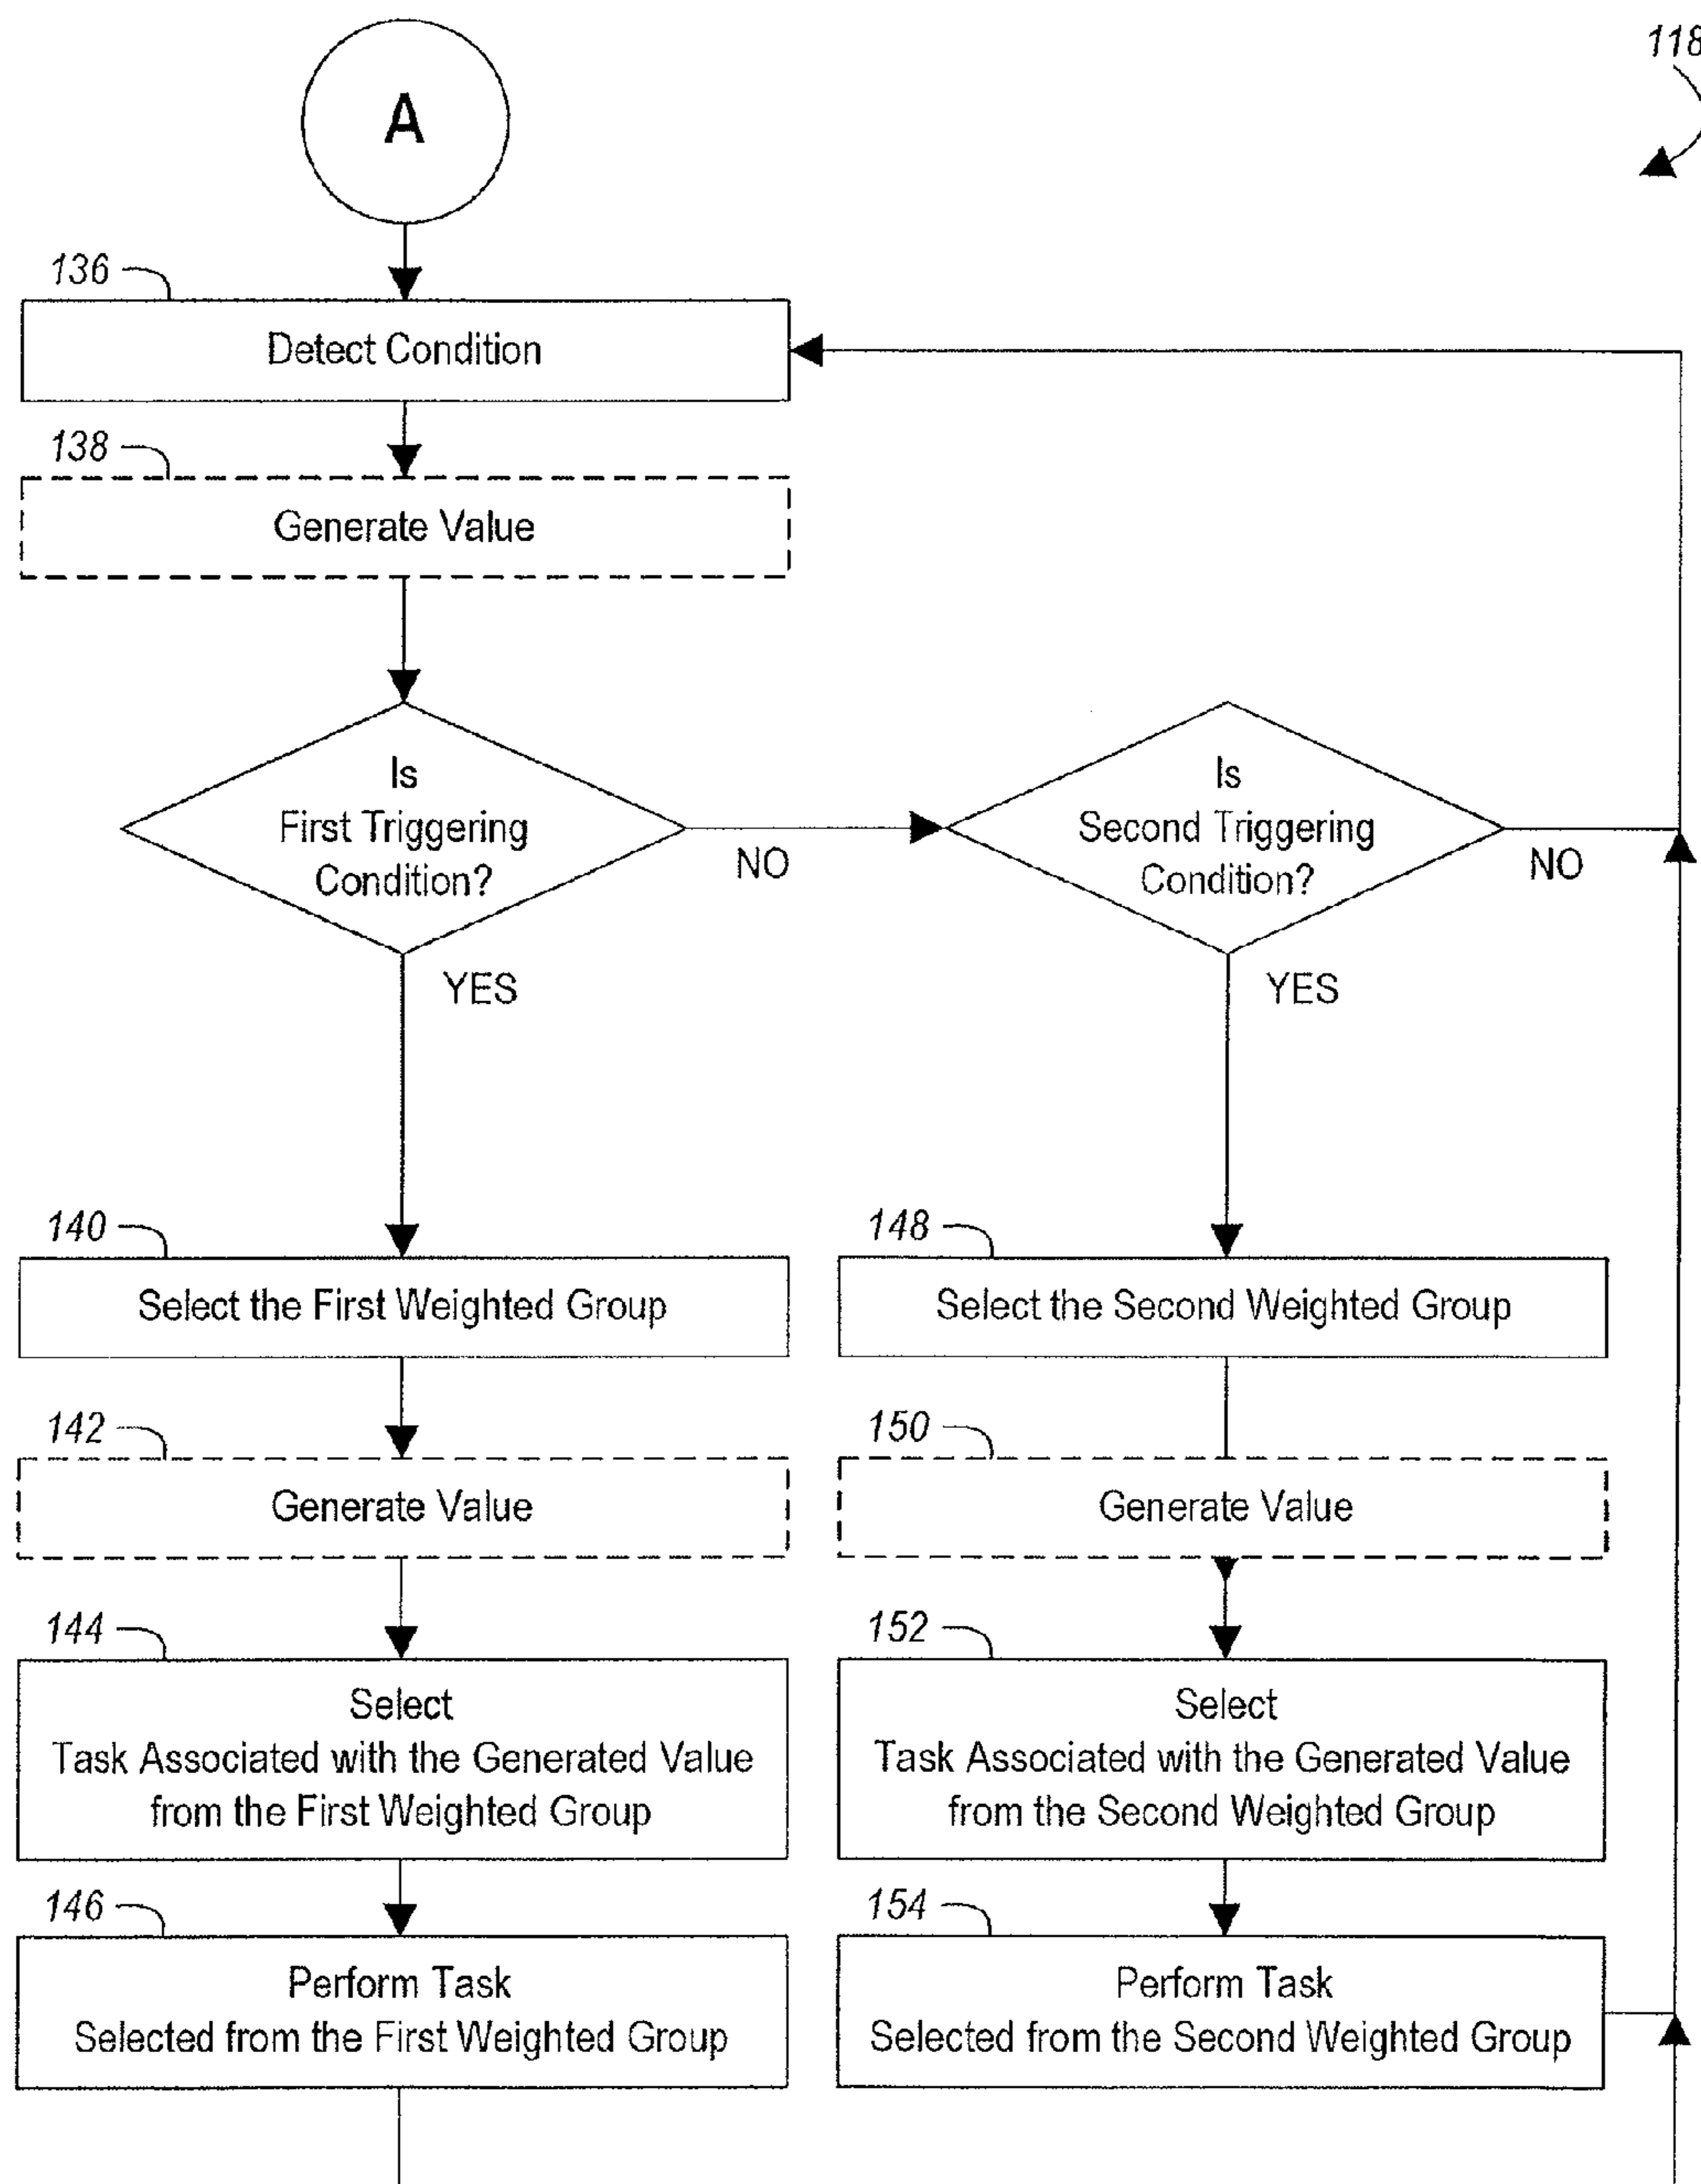 118
A
136
Detect Condition
138
Generate Value
Is
First Triggering
Condition?
NO
YES
Is
Second Triggering
Condition?
NO
YES
140
Select the First Weighted Group
148
Select the Second Weighted Group
142
Generate Value
150
Generate Value
144
Select
Task Associated with the Generated Value
from the First Weighted Group
152
Select
Task Associated with the Generated Value
from the Second Weighted Group
146
Perform Task
Selected from the First Weighted Group
154
Perform Task
Selected from the Second Weighted Group